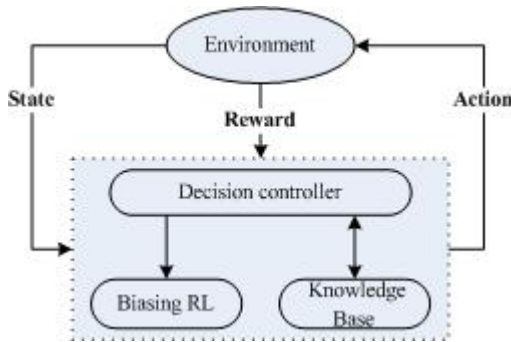 Environment
State
Action
Reward
Decision controller
Biasing RL
Knowledge
Base